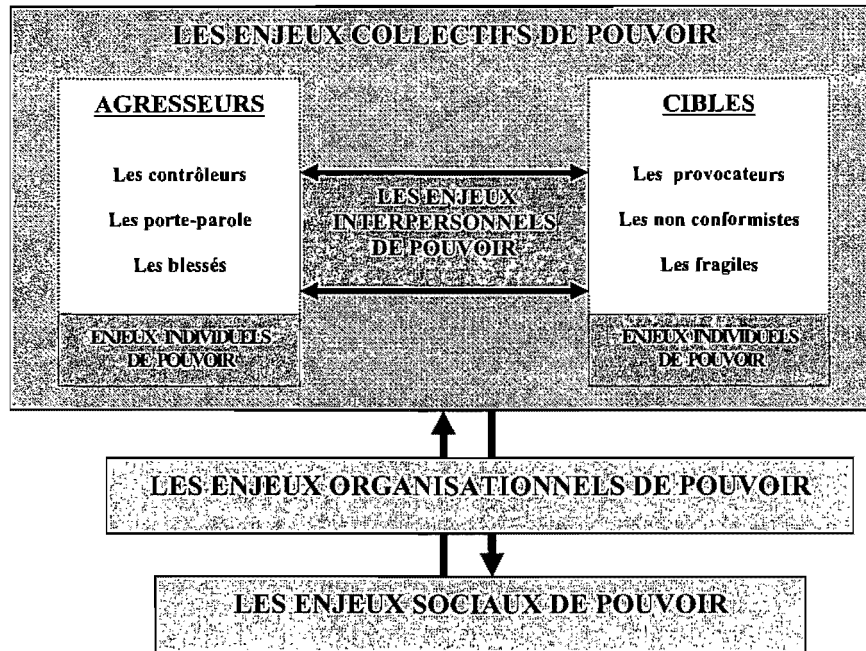 LES ENJEUX COLLECTIFS DE POUVOIR
AGRESSEURS
Les contrôleurs
Les porte-parole
Les blessés
ENJEUX INDIVIDUELS
DE POUVOIR
LES ENJEUX
INTERPERSONNELS
DE POUVOIR
CIBLES
Les provocateurs
Les non conformistes
Les fragiles
ENJEUX INDIVIDUELS
DE POUVOIR
LES ENJEUX ORGANISATIONNELS DE POUVOIR
LES ENJEUX SOCIAUX DE POUVOIR